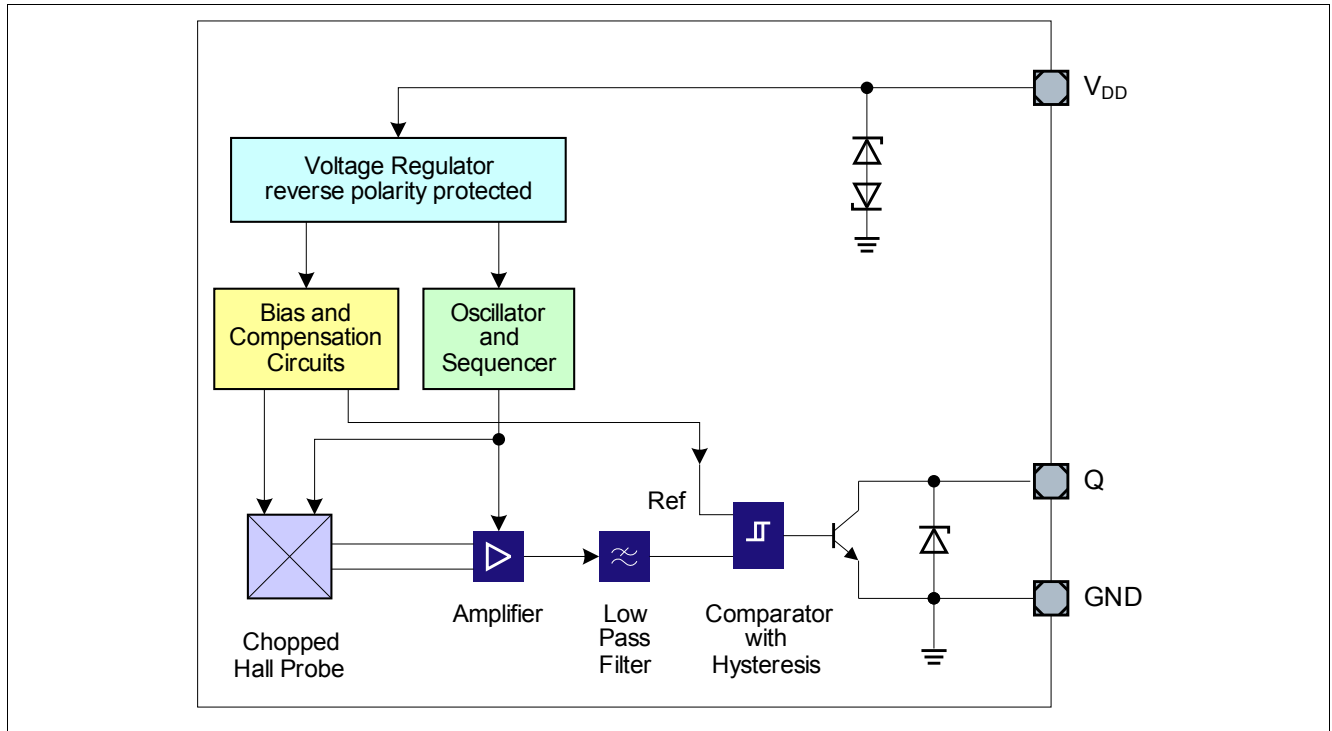 V_DD
Voltage Regulator
reverse polarity protected
Bias and
Compensation
Circuits
Oscillator
and
Sequencer
Ref
Q
GND
Amplifier
Low
Pass
Filter
Comparator
with
Hysteresis
Chopped
Hall Probe